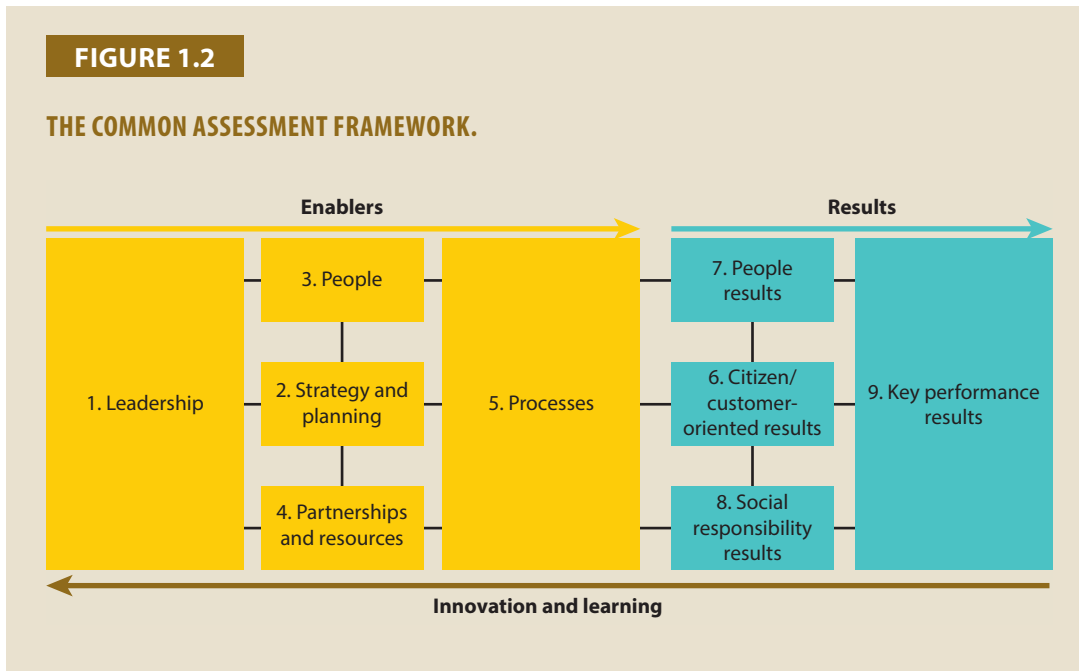 FIGURE 1.2
THE COMMON ASSESSMENT FRAMEWORK.
Enablers
Results
1. Leadership
3. People
2. Strategy and
planning
4. Partnerships
and resources
5. Processes
7. People
results
6. Citizen/
customer-
oriented results
8. Social
responsibility
results
9. Key performance
results
Innovation and learning